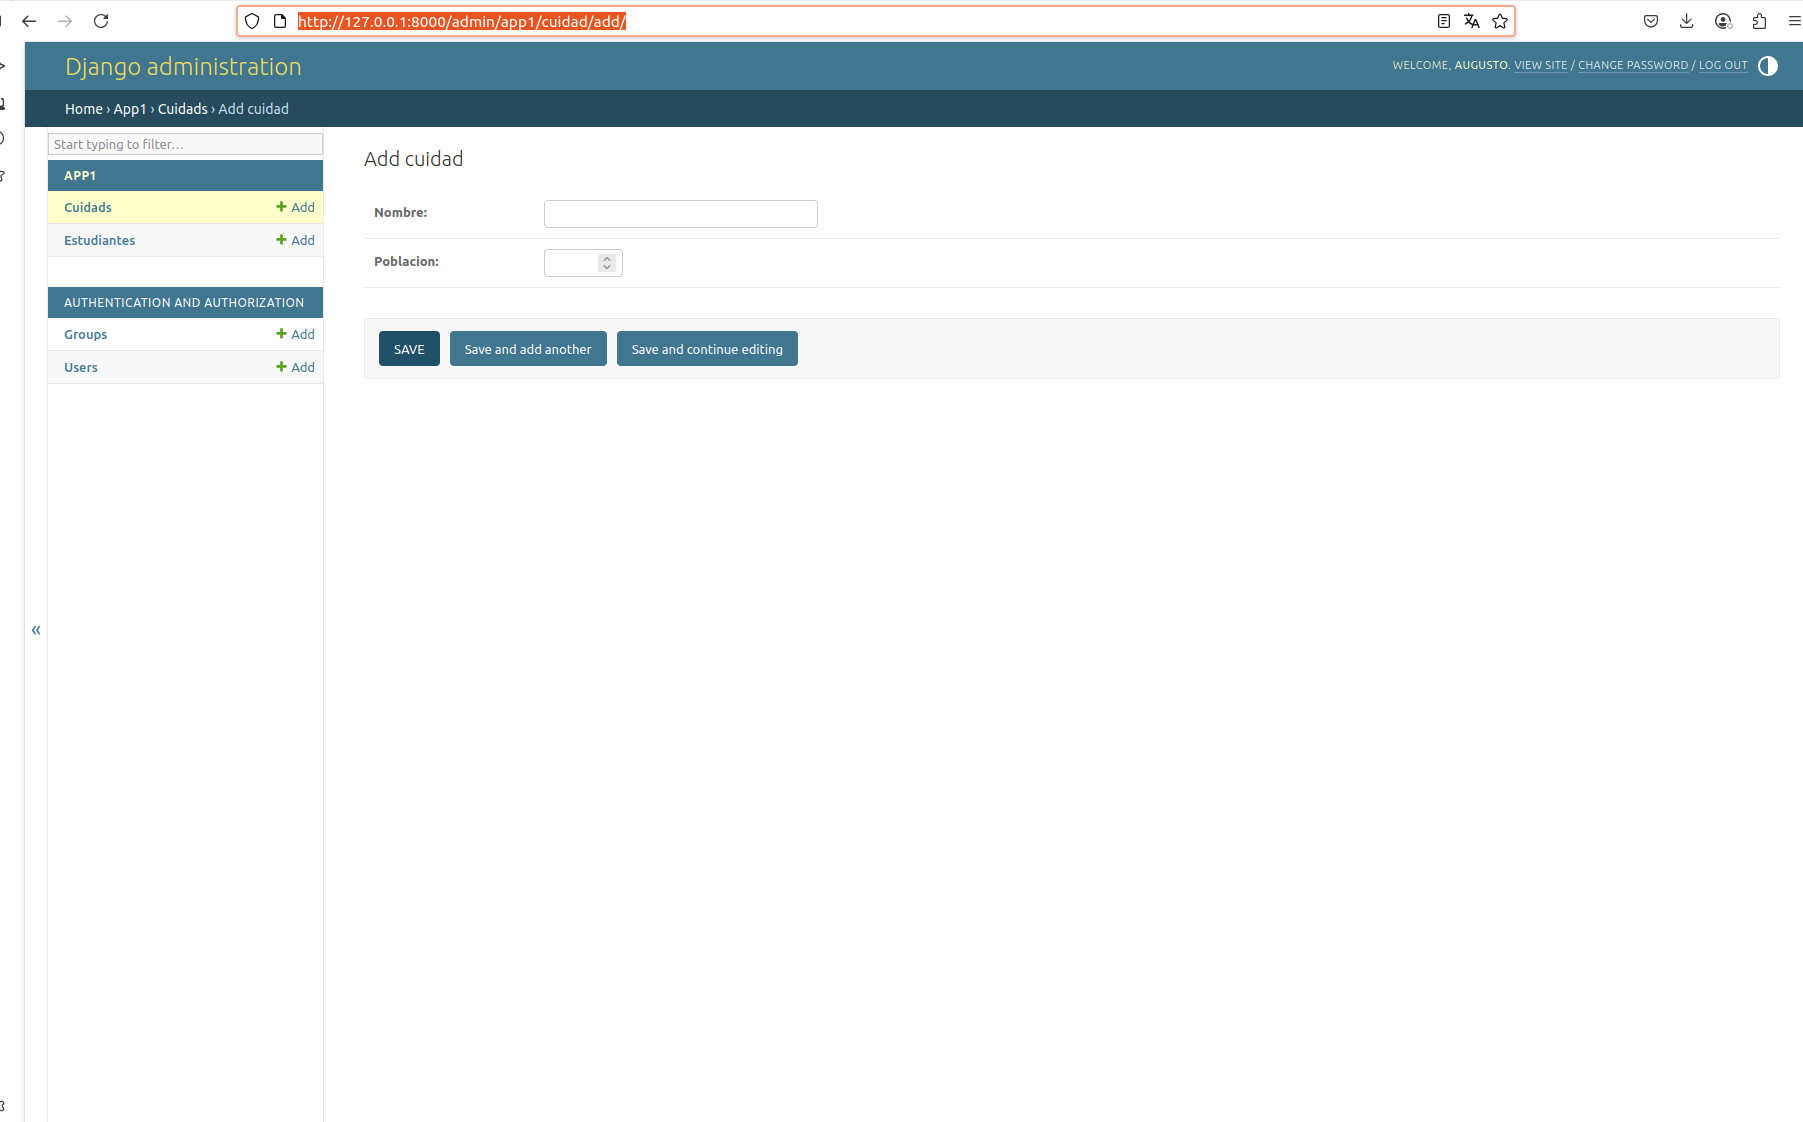 http://127.0.0.1:8000/admin/app1/cuidad/add/
Django administration
WELCOME, AUGUSTO. VIEW SITE / CHANGE PASSWORD / LOG OUT
Home › App1 › Cuidads › Add cuidad
Start typing to filter...
APP1
Cuidads + Add
Estudiantes + Add
AUTHENTICATION AND AUTHORIZATION
Groups + Add
Users + Add
«
Add cuidad
Nombre:
Poblacion:
SAVE Save and add another Save and continue editing